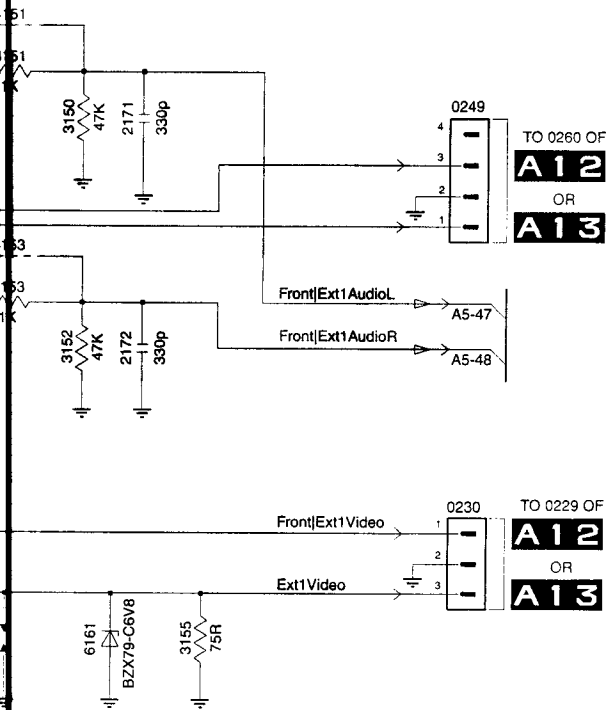 0249
4
TO 0260 OF
3150
47K
2171
330p
3
A12
2
OR
1
A13
Front|Ext1AudioL
A5-47
3152
47K
2172
330p
Front|Ext1AudioR
A5-48
0230
TO 0229 OF
Front|Ext1Video
1
A12
2
OR
Ext1Video
3
A13
6161
BZX79-C6V8
3155
75R